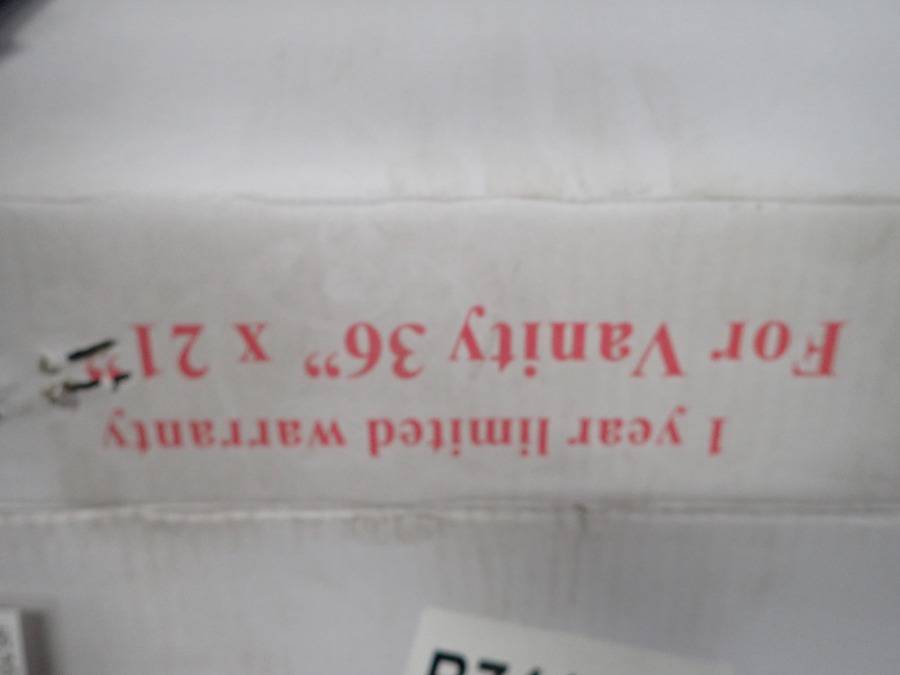 1 year limited warranty
For Vanity 36” x 21”